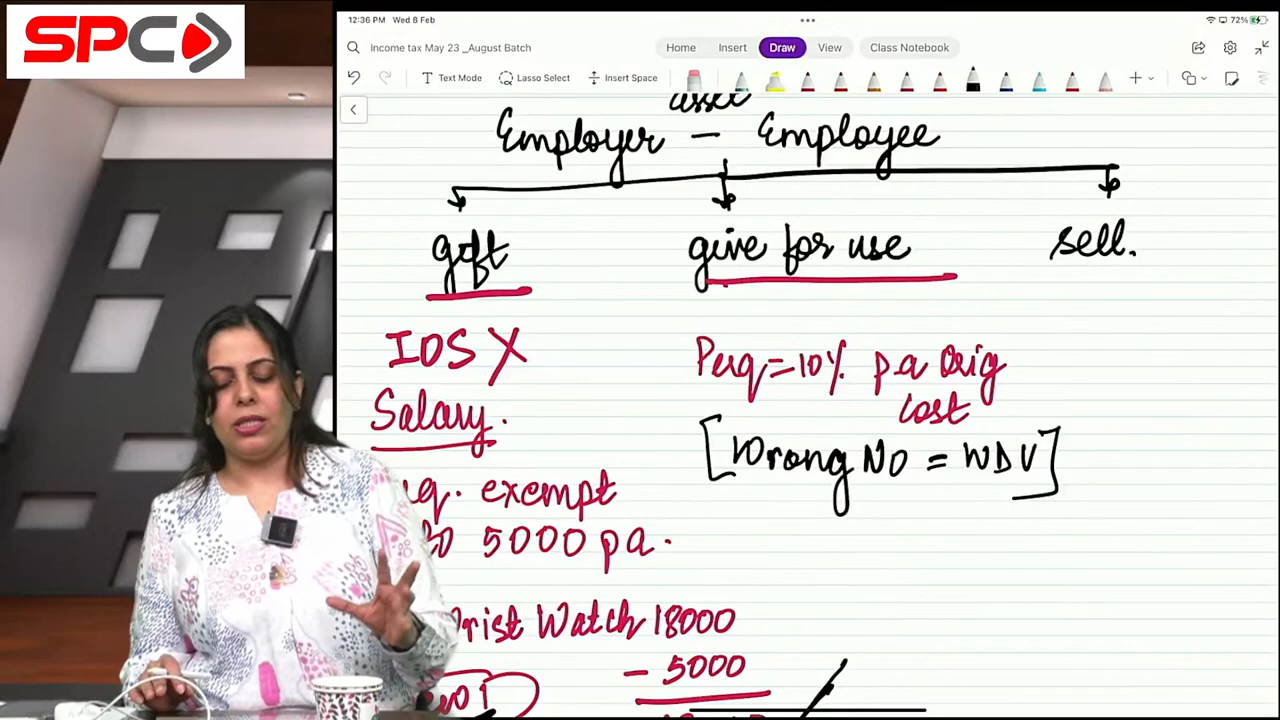 SPC
12:36 PM Wed 8 Feb
72%
Income tax May 23 _August Batch
Home Insert Draw View Class Notebook
Text Mode Lasso Select Insert Space
asset
Employer - Employee
gift give for use sell.
IOS X
Salary.
Perq = 10% pa Orig
cost
[Wrong No = WDV]
exempt
5000 pa.
Wrist Watch 18000
- 5000